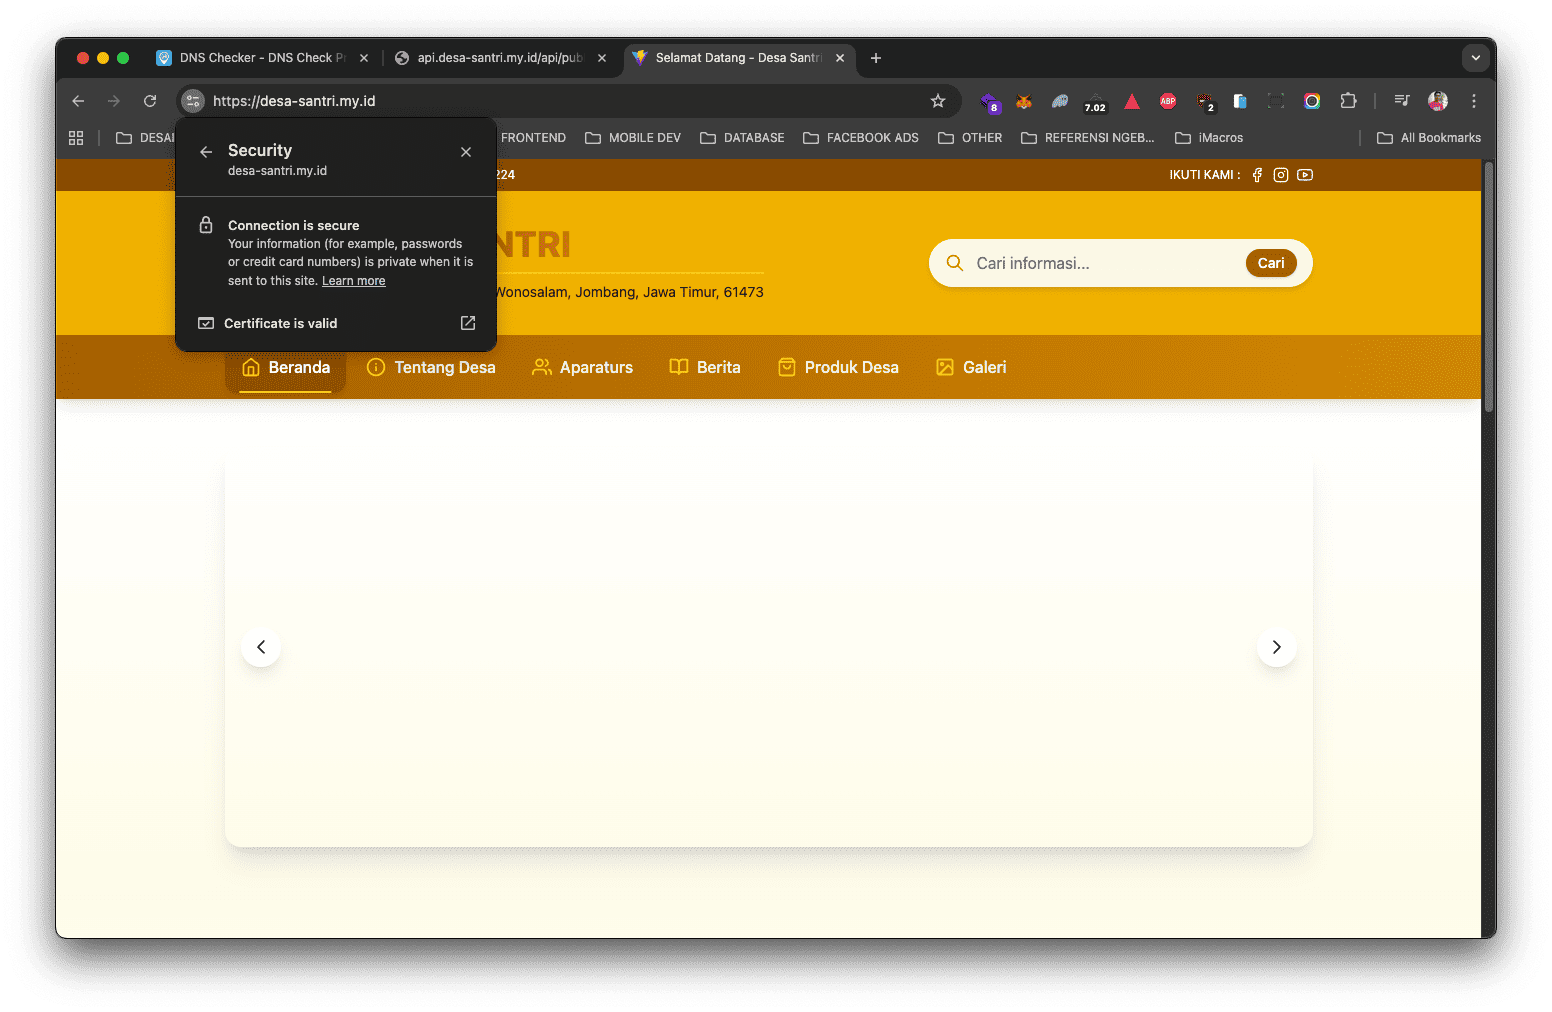 DNS Checker - DNS Check Pr
api.desa-santri.my.id/api/pub
Selamat Datang - Desa Santri
https://desa-santri.my.id
8
7.02
ABP
2
DESA
FRONTEND
MOBILE DEV
DATABASE
FACEBOOK ADS
OTHER
REFERENSI NGEB...
iMacros
All Bookmarks
Security
desa-santri.my.id
Connection is secure
Your information (for example, passwords
or credit card numbers) is private when it is
sent to this site. Learn more
Certificate is valid
224
IKUTI KAMI :
NTRI
Wonosalam, Jombang, Jawa Timur, 61473
Cari informasi...
Cari
Beranda
Tentang Desa
Aparaturs
Berita
Produk Desa
Galeri